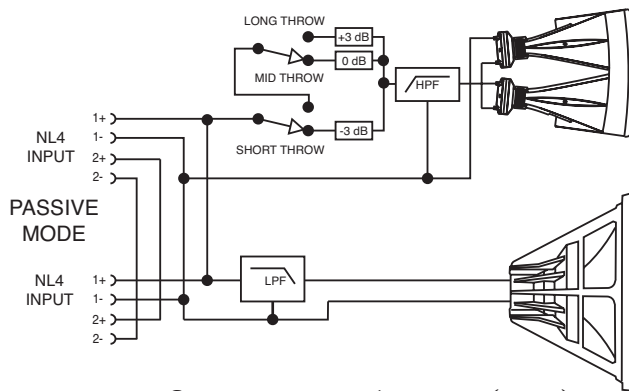 LONG THROW
+3 dB
0 dB
MID THROW
HPF
1+
1-
2+
2-
NL4
INPUT
-3 dB
SHORT THROW
PASSIVE
MODE
NL4
INPUT
1+
1-
2+
2-
LPF